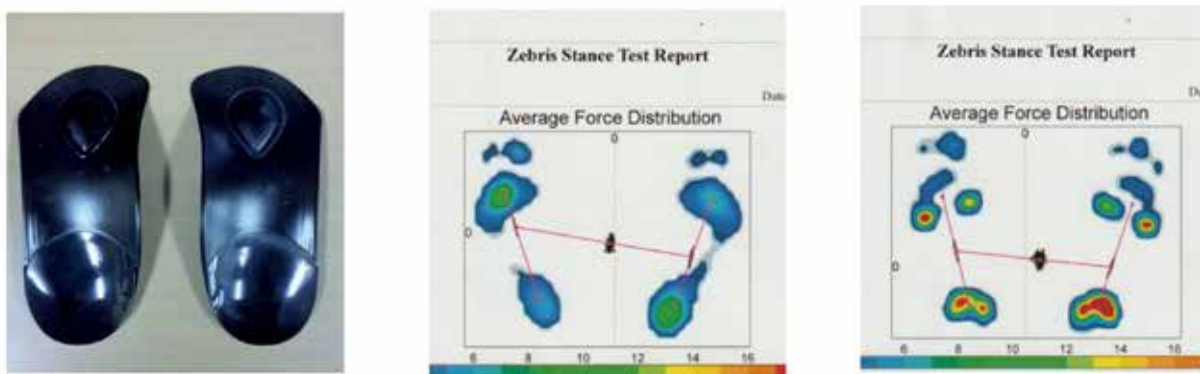 Zebris Stance Test Report
Date
Average Force Distribution
0
0
6 8 10 12 14 16
Zebris Stance Test Report
Average Force Distribution
0
0
6 8 10 12 14 16